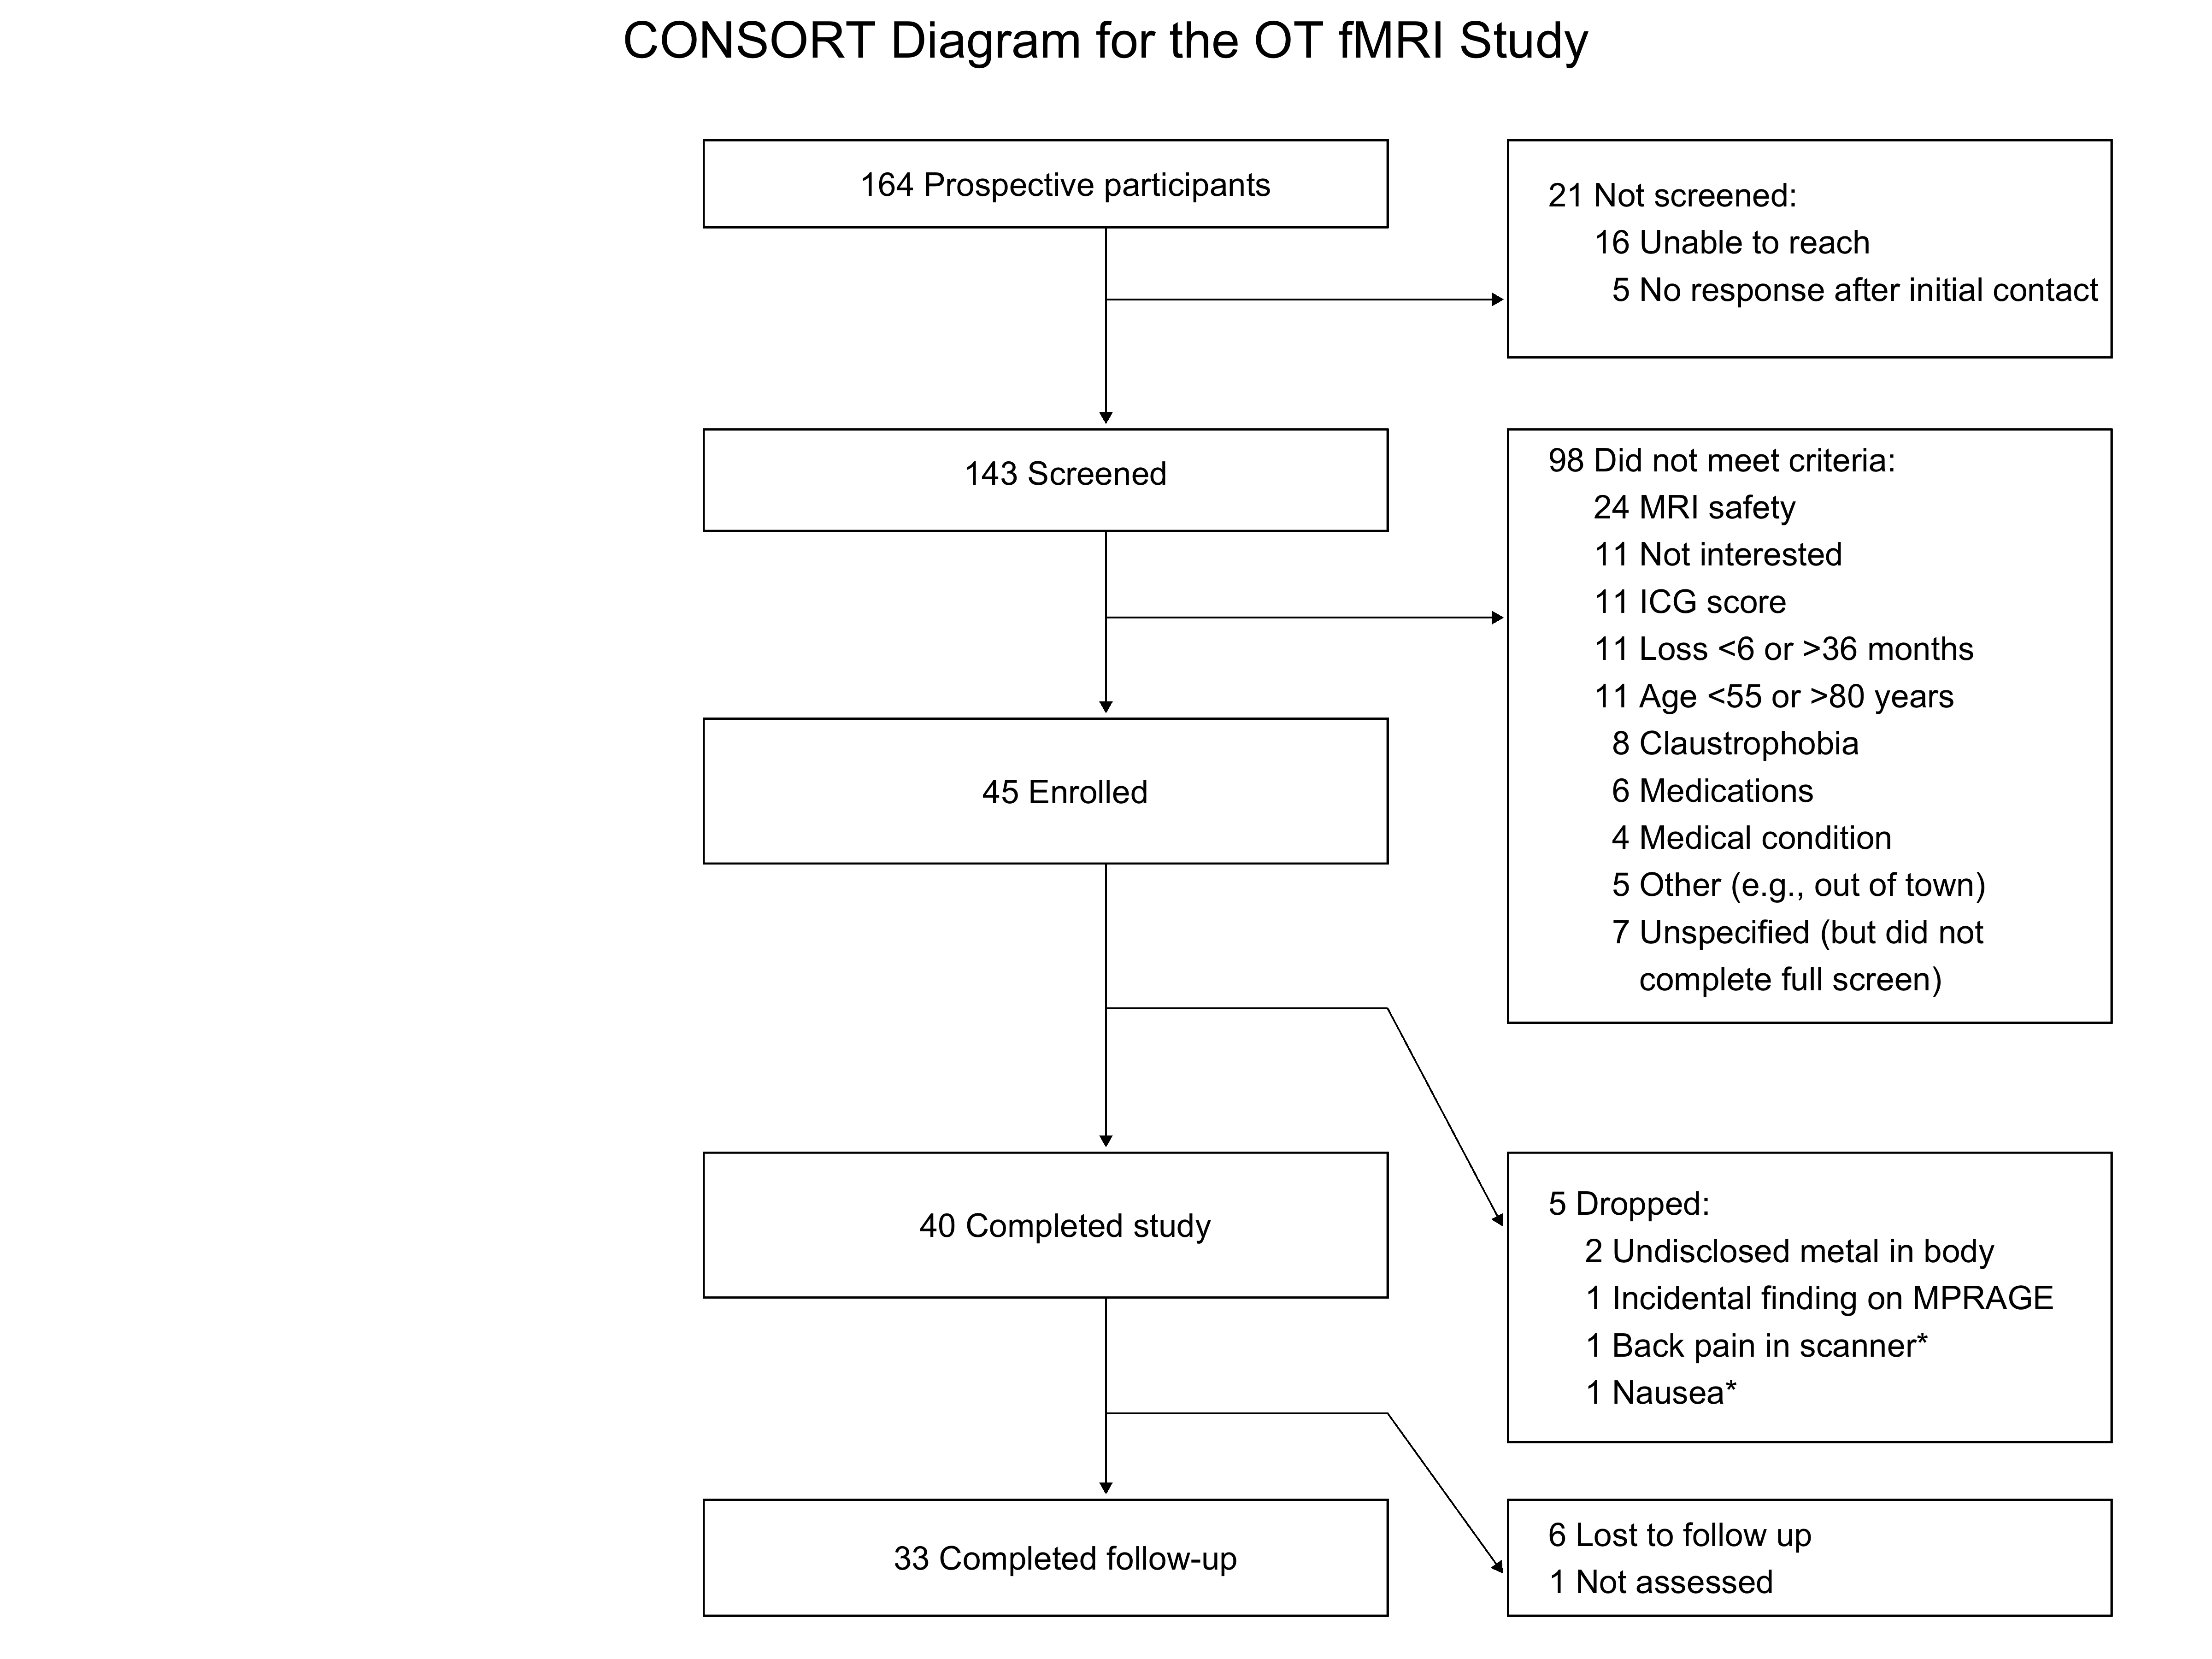 CONSORT Diagram for the OT fMRI Study
164 Prospective participants
21 Not screened:
16 Unable to reach
5 No response after initial contact
143 Screened
98 Did not meet criteria:
24 MRI safety
11 Not interested
11 ICG score
11 Loss <6 or >36 months
11 Age <55 or >80 years
8 Claustrophobia
6 Medications
4 Medical condition
5 Other (e.g., out of town)
7 Unspecified (but did not
complete full screen)
45 Enrolled
40 Completed study
5 Dropped:
2 Undisclosed metal in body
1 Incidental finding on MPRAGE
1 Back pain in scanner*
1 Nausea*
33 Completed follow-up
6 Lost to follow up
1 Not assessed